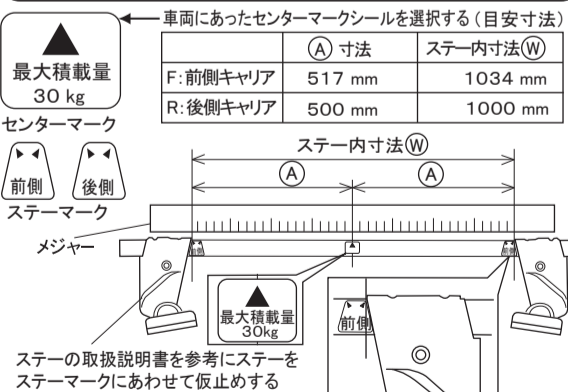 車両にあったセンターマークシールを選択する（目安寸法）
▲
最大積載量
30 kg
センターマーク
Ⓐ 寸法 ステー内寸法Ⓦ
F:前側キャリア 517 mm 1034 mm
R:後側キャリア 500 mm 1000 mm
前側 後側
ステーマーク
ステー内寸法Ⓦ
Ⓐ Ⓐ
メジャー
前側
前側
▲
最大積載量
30kg
前側
ステーの取扱説明書を参考にステーを
ステーマークにあわせて仮止めする